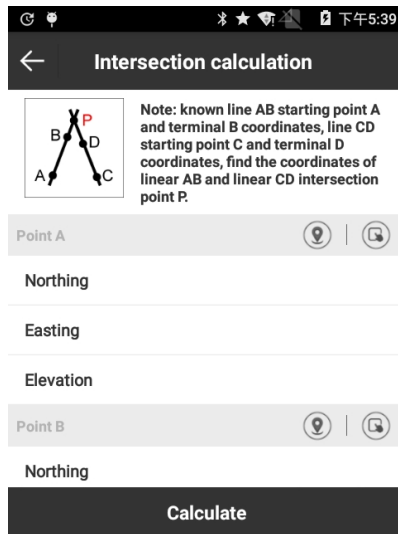 下午5:39
Intersection calculation
P
B
D
A
C
Note: known line AB starting point A
and terminal B coordinates, line CD
starting point C and terminal D
coordinates, find the coordinates of
linear AB and linear CD intersection
point P.
Point A
Northing
Easting
Elevation
Point B
Northing
Calculate